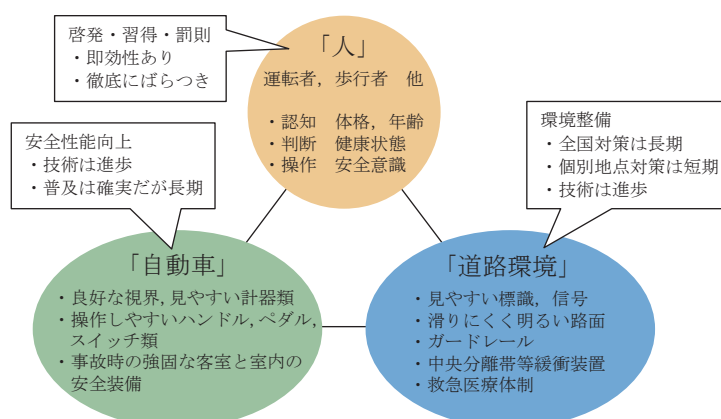 啓発・習得・罰則
・即効性あり
・徹底にばらつき
「人」
運転者, 歩行者　他
・認知　体格, 年齢
・判断　健康状態
・操作　安全意識
安全性能向上
・技術は進歩
・普及は確実だが長期
環境整備
・全国対策は長期
・個別地点対策は短期
・技術は進歩
「自動車」
・良好な視界, 見やすい計器類
・操作しやすいハンドル, ペダル,
スイッチ類
・事故時の強固な客室と室内の
安全装備
「道路環境」
・見やすい標識, 信号
・滑りにくく明るい路面
・ガードレール
・中央分離帯等緩衝装置
・救急医療体制